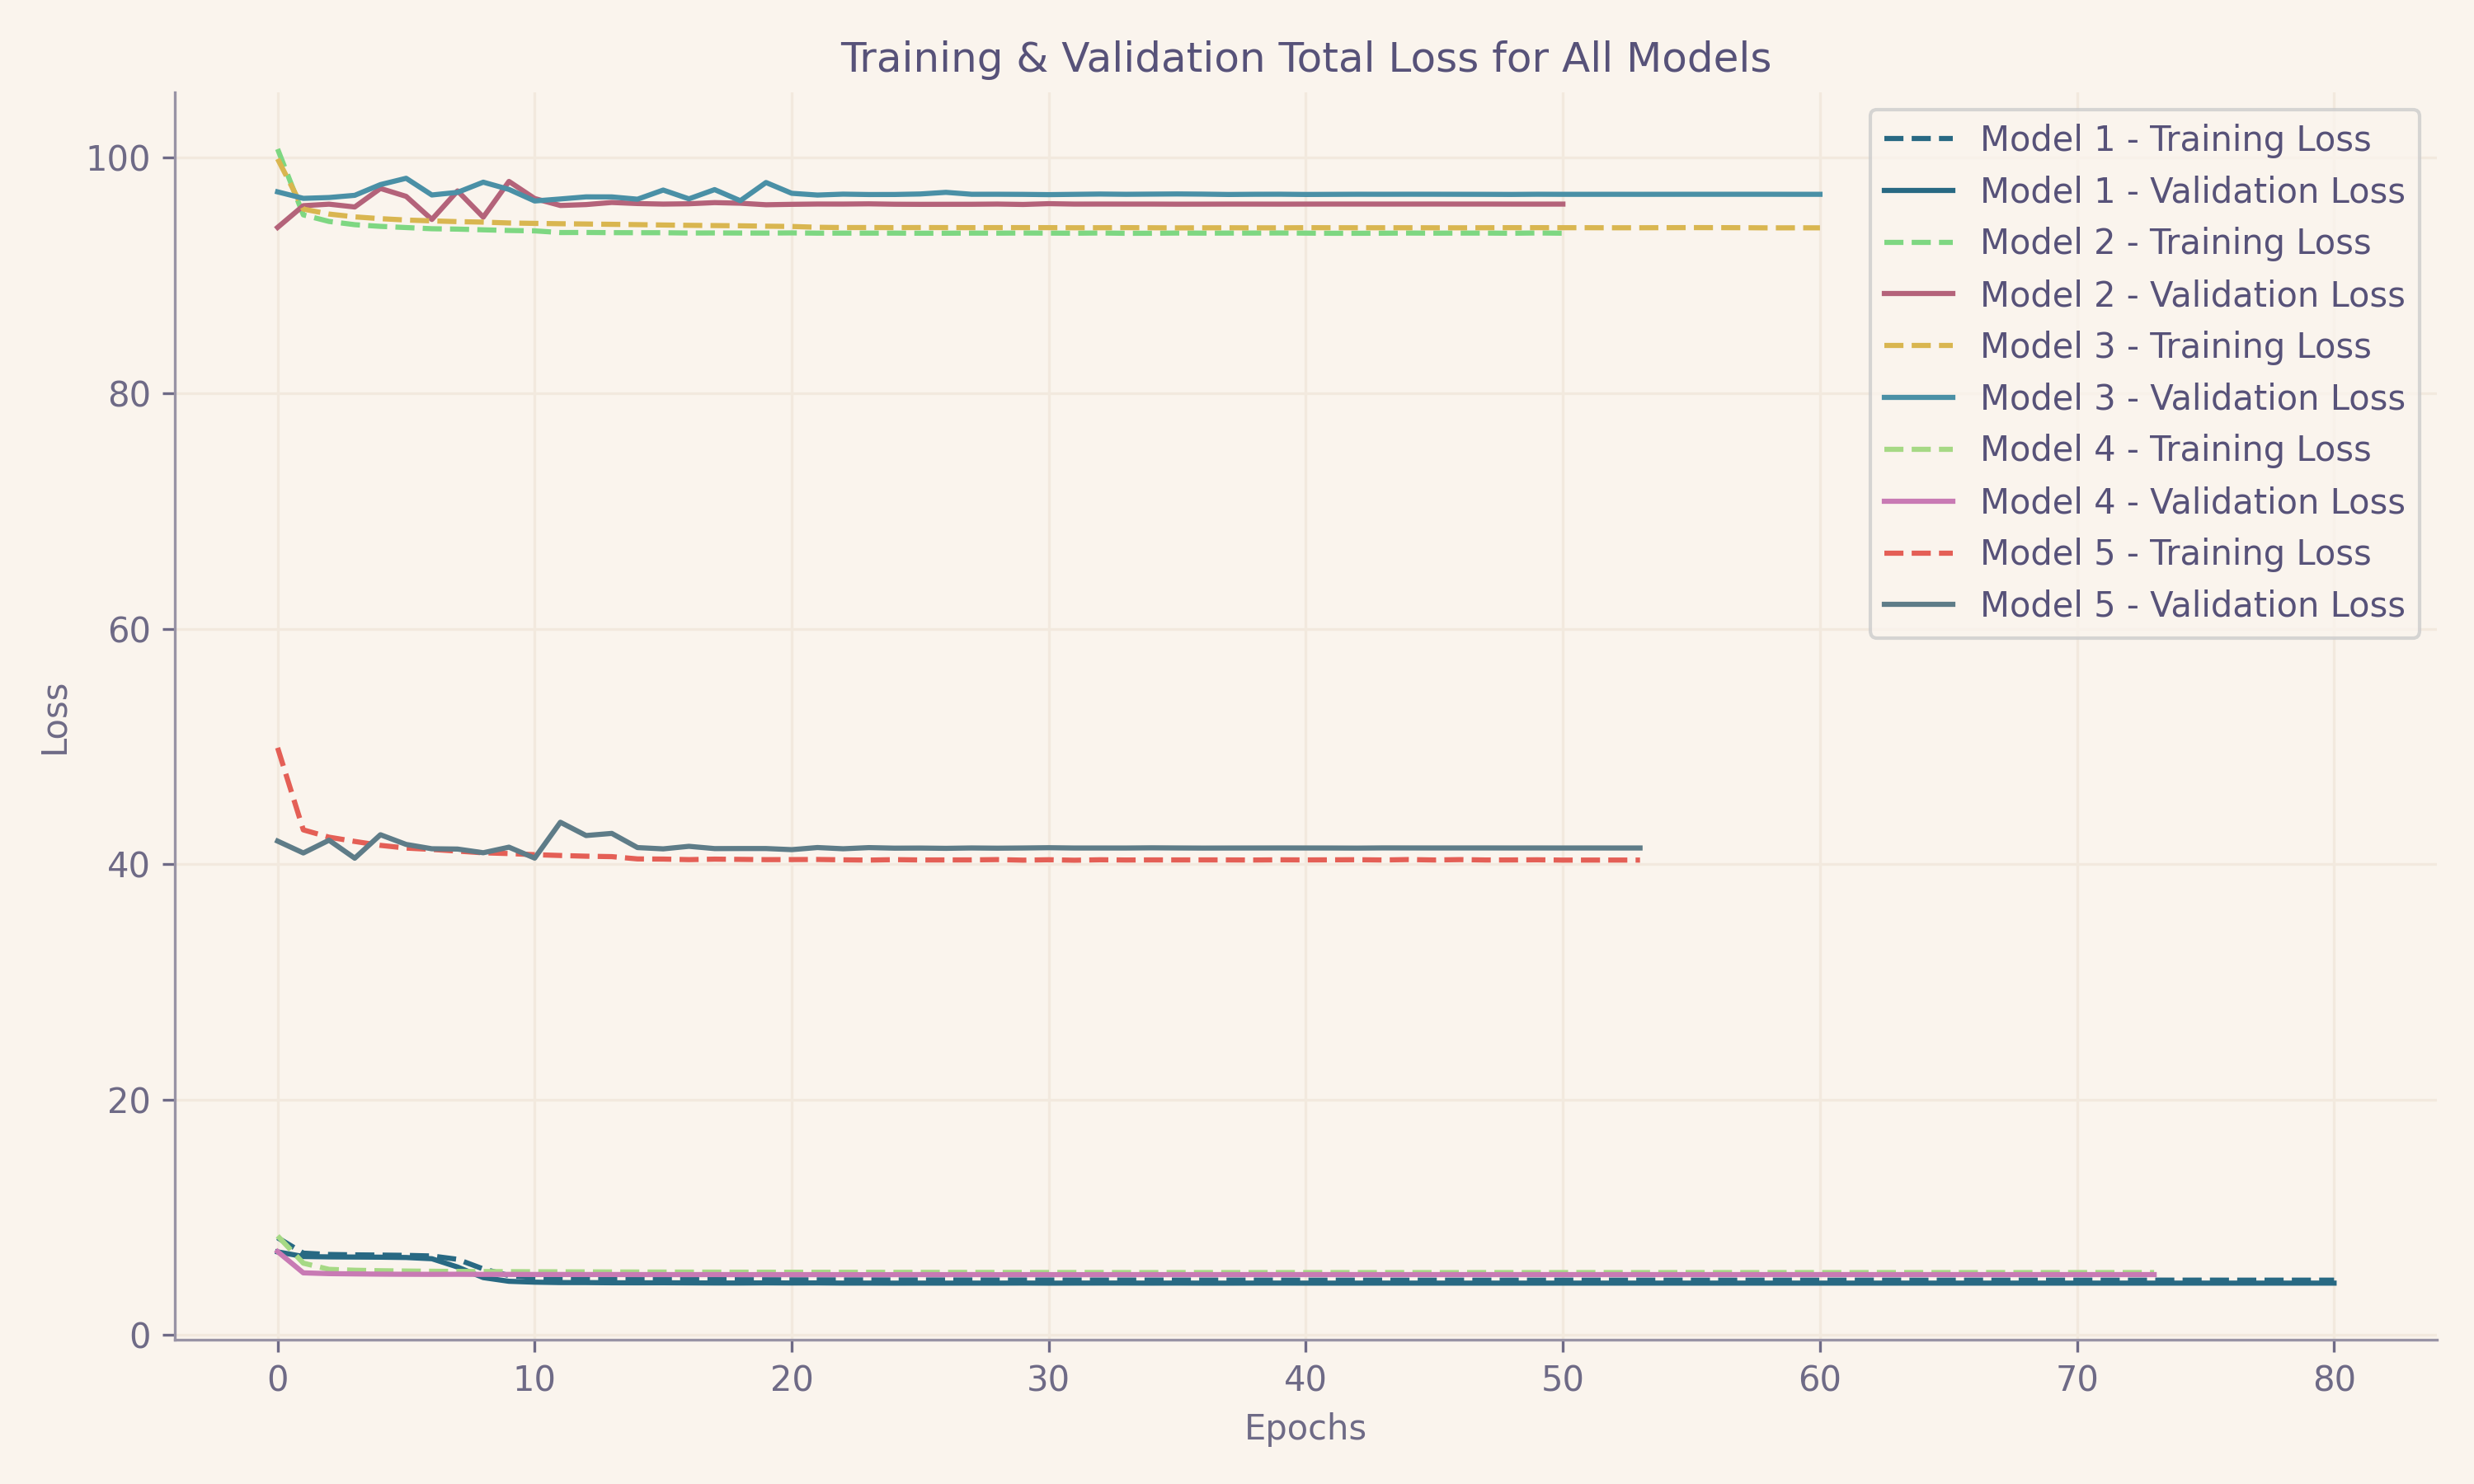 Training & Validation Total Loss for All Models
Model 1 - Training Loss
Model 1 - Validation Loss
Model 2 - Training Loss
Model 2 - Validation Loss
Model 3 - Training Loss
Model 3 - Validation Loss
Model 4 - Training Loss
Model 4 - Validation Loss
Model 5 - Training Loss
Model 5 - Validation Loss
Loss
100
80
60
40
20
0
0 10 20 30 40 50 60 70 80
Epochs